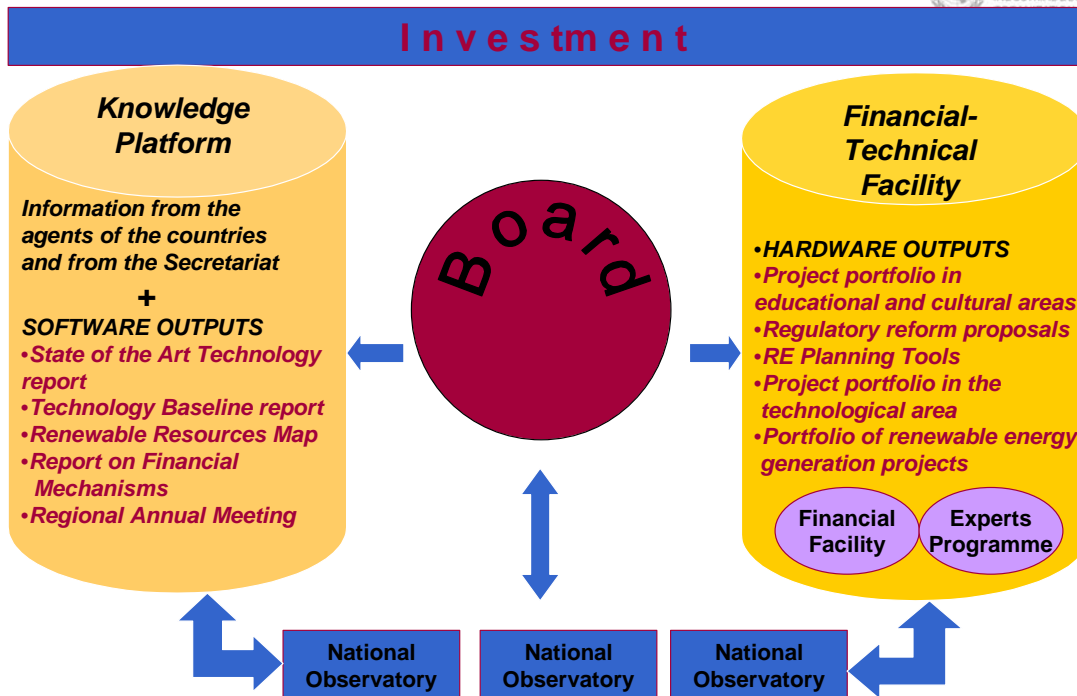 Investment
Knowledge
Platform
Information from the
agents of the countries
and from the Secretariat
+
SOFTWARE OUTPUTS
•State of the Art Technology
report
•Technology Baseline report
•Renewable Resources Map
•Report on Financial
Mechanisms
•Regional Annual Meeting
Board
Financial-
Technical
Facility
•HARDWARE OUTPUTS
•Project portfolio in
educational and cultural areas
•Regulatory reform proposals
•RE Planning Tools
•Project portfolio in the
technological area
•Portfolio of renewable energy
generation projects
Financial
Facility
Experts
Programme
National
Observatory
National
Observatory
National
Observatory